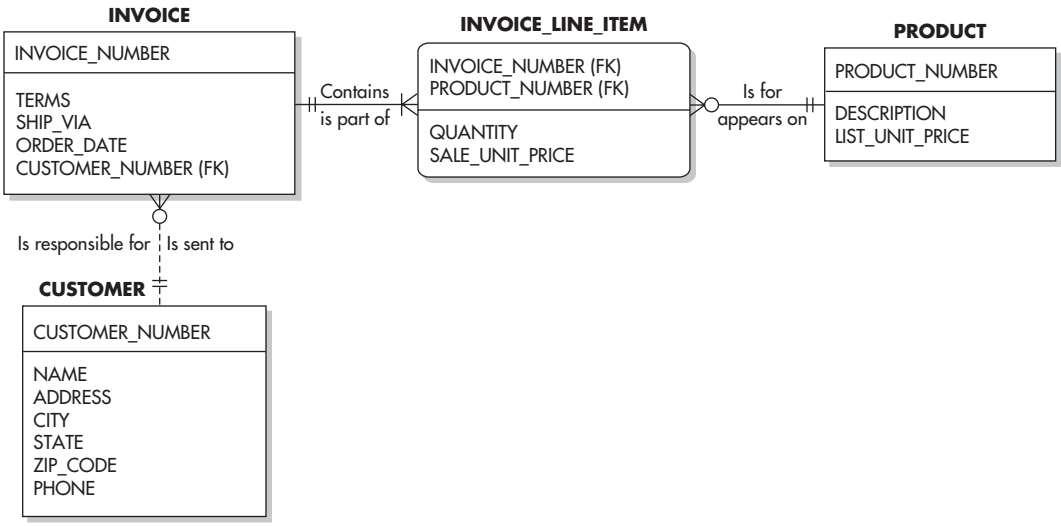 INVOICE
INVOICE_NUMBER
TERMS
SHIP_VIA
ORDER_DATE
CUSTOMER_NUMBER (FK)
Contains
is part of
INVOICE_LINE_ITEM
INVOICE_NUMBER (FK)
PRODUCT_NUMBER (FK)
QUANTITY
SALE_UNIT_PRICE
Is for
appears on
PRODUCT
PRODUCT_NUMBER
DESCRIPTION
LIST_UNIT_PRICE
Is responsible for
Is sent to
CUSTOMER
CUSTOMER_NUMBER
NAME
ADDRESS
CITY
STATE
ZIP_CODE
PHONE